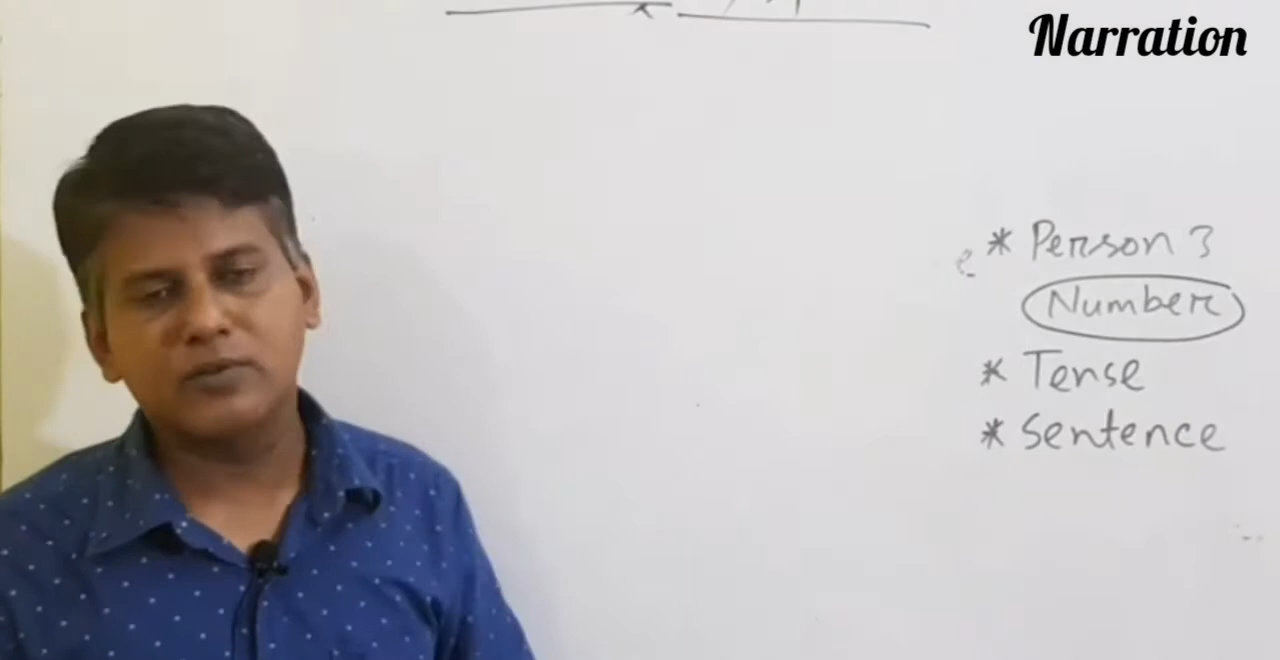 Narration
* Person 3
Number
* Tense
* Sentence